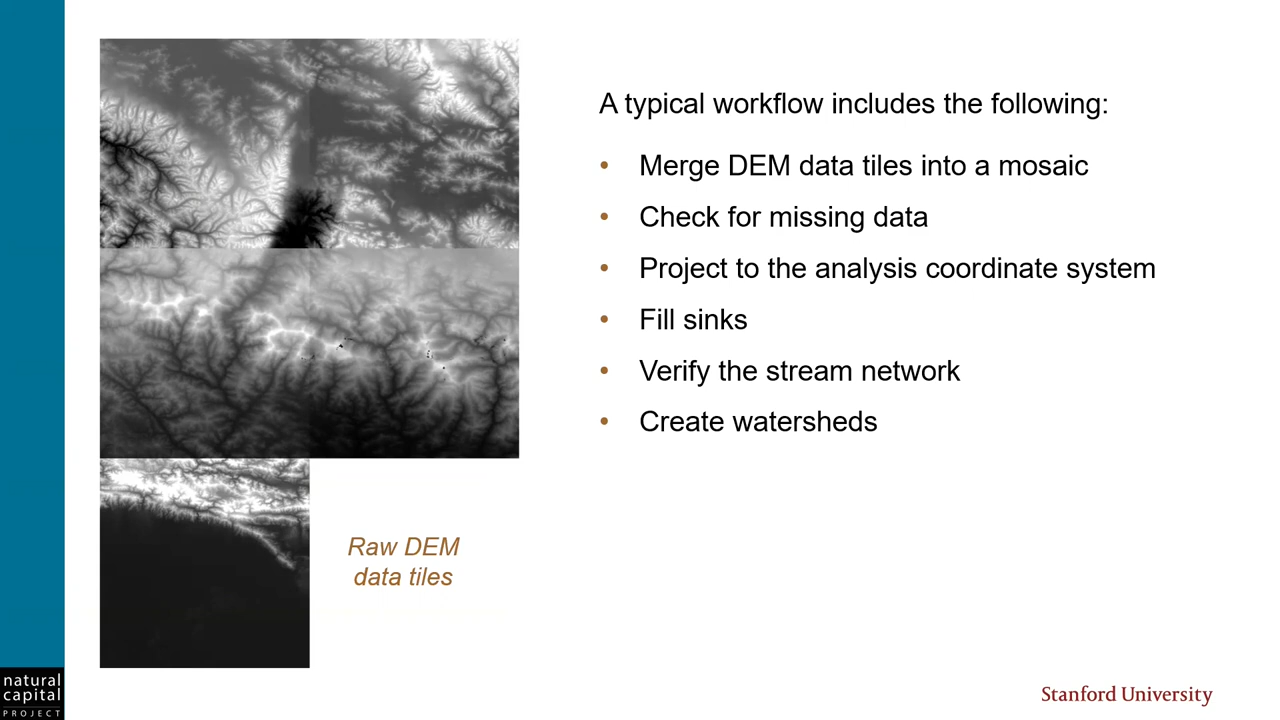 A typical workflow includes the following:
• Merge DEM data tiles into a mosaic
• Check for missing data
• Project to the analysis coordinate system
• Fill sinks
• Verify the stream network
• Create watersheds
Raw DEM
data tiles
natural
capital
PROJECT
Stanford University